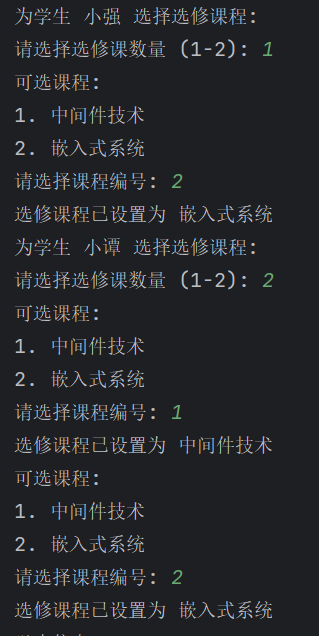 为学生 小强 选择选修课程:
请选择选修课数量 (1-2): 1
可选课程:
1. 中间件技术
2. 嵌入式系统
请选择课程编号: 2
选修课程已设置为 嵌入式系统
为学生 小谭 选择选修课程:
请选择选修课数量 (1-2): 2
可选课程:
1. 中间件技术
2. 嵌入式系统
请选择课程编号: 1
选修课程已设置为 中间件技术
可选课程:
1. 中间件技术
2. 嵌入式系统
请选择课程编号: 2
选修课程已设置为 嵌入式系统